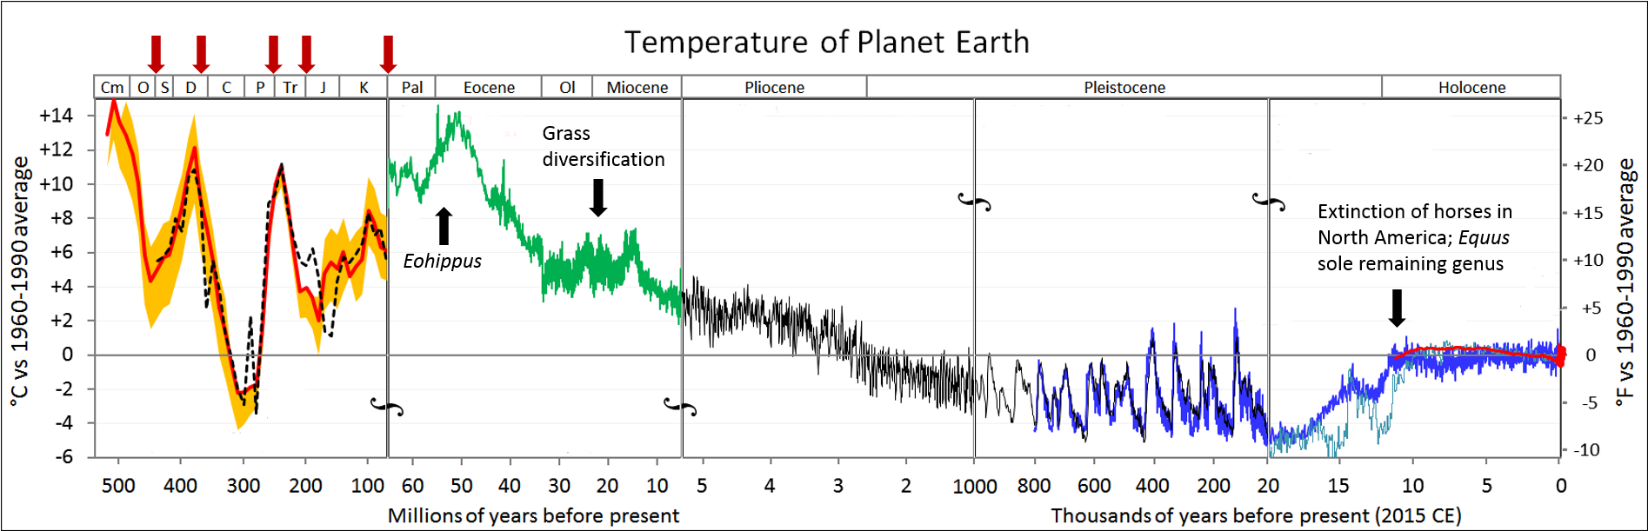 Temperature of Planet Earth
Cm O S D C P Tr J K Pal Eocene Ol Miocene Pliocene Pleistocene Holocene
°C vs 1960-1990 average
+14
+12
+10
+8
+6
+4
+2
0
-2
-4
-6
Grass
diversification
Eohippus
Extinction of horses in
North America; Equus
sole remaining genus
+25
+20
+15
+10
+5
0
-5
-10
°F vs 1960-1990 average
500 400 300 200 100 60 50 40 30 20 10 5 4 3 2 1000 800 600 400 200 20 15 10 5 0
Millions of years before present
Thousands of years before present (2015 CE)